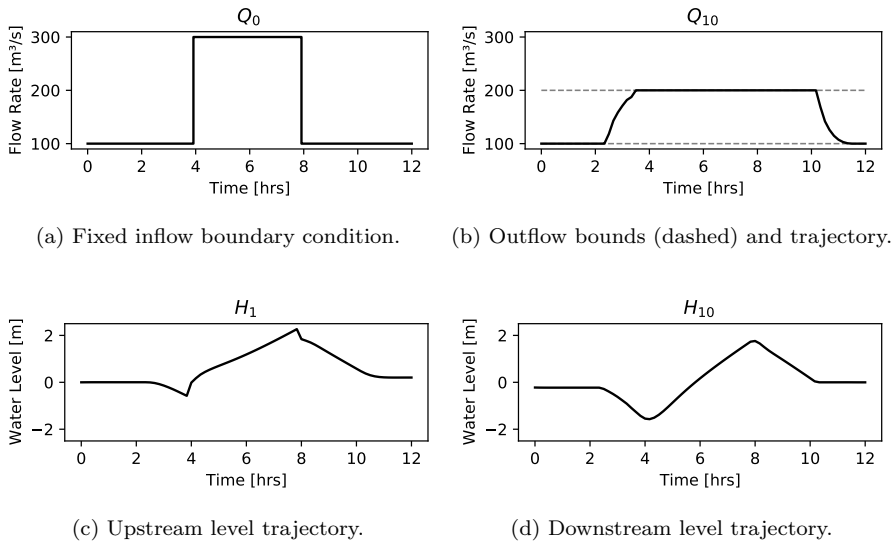 Q₀
Flow Rate [m³/s]
300
200
100
0 2 4 6 8 10 12
Time [hrs]
(a) Fixed inflow boundary condition.
Q₁₀
Flow Rate [m³/s]
300
200
100
0 2 4 6 8 10 12
Time [hrs]
(b) Outflow bounds (dashed) and trajectory.
H₁
Water Level [m]
2
0
−2
0 2 4 6 8 10 12
Time [hrs]
(c) Upstream level trajectory.
H₁₀
Water Level [m]
2
0
−2
0 2 4 6 8 10 12
Time [hrs]
(d) Downstream level trajectory.